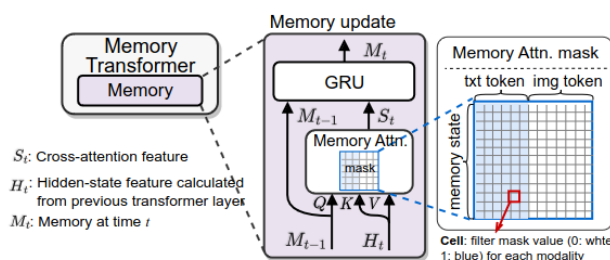 Memory
Transformer
Memory
S_t: Cross-attention feature
H_t: Hidden-state feature calculated
from previous transformer layer
M_t: Memory at time t
Memory update
M_t
GRU
M_{t-1}
S_t
Memory Attn.
mask
Q K V
M_{t-1}
H_t
Memory Attn. mask
txt token img token
memory state
Cell: filter mask value (0: whte
1: blue) for each modality